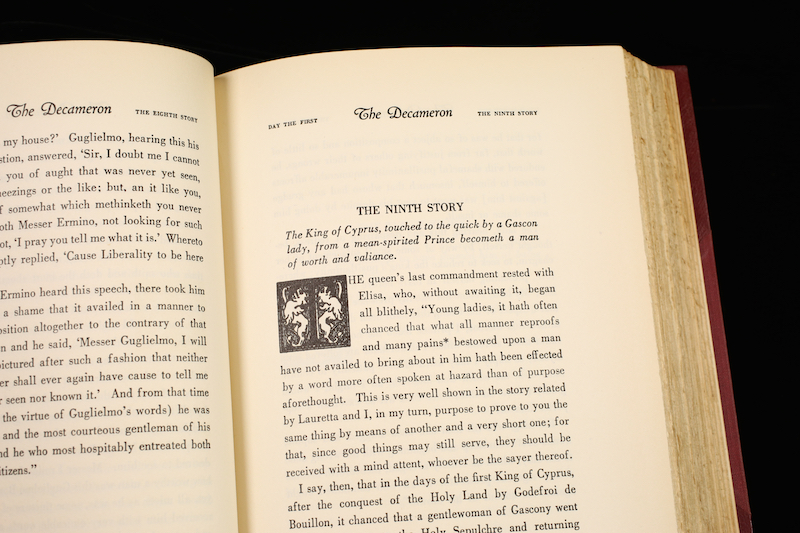 The Decameron THE EIGHTH STORY
my house?' Guglielmo, hearing this his
stion, answered, 'Sir, I doubt me I cannot
you of aught that was never yet seen,
neezings or the like; but, an it like you,
f somewhat which methinketh you never
oth Messer Ermino, not looking for such
ot, 'I pray you tell me what it is.' Whereto
ptly replied, 'Cause Liberality to be here
Ermino heard this speech, there took him
a shame that it availed in a manner to
osition altogether to the contrary of that
n and he said, 'Messer Guglielmo, I will
pictured after such a fashion that neither
er shall ever again have cause to tell me
r seen nor known it.' And from that time
the virtue of Guglielmo's words) he was
and the most courteous gentleman of his
nd he who most hospitably entreated both
itizens."
DAY THE FIRST The Decameron THE NINTH STORY
THE NINTH STORY
The King of Cyprus, touched to the quick by a Gascon
lady, from a mean-spirited Prince becometh a man
of worth and valiance.
THE queen's last commandment rested with
Elisa, who, without awaiting it, began
all blithely, "Young ladies, it hath often
chanced that what all manner reproofs
and many pains* bestowed upon a man
have not availed to bring about in him hath been effected
by a word more often spoken at hazard than of purpose
aforethought. This is very well shown in the story related
by Lauretta and I, in my turn, purpose to prove to you the
same thing by means of another and a very short one; for
that, since good things may still serve, they should be
received with a mind attent, whoever be the sayer thereof.
I say, then, that in the days of the first King of Cyprus,
after the conquest of the Holy Land by Godefroi de
Bouillon, it chanced that a gentlewoman of Gascony went
the Holy Sepulchre and returning